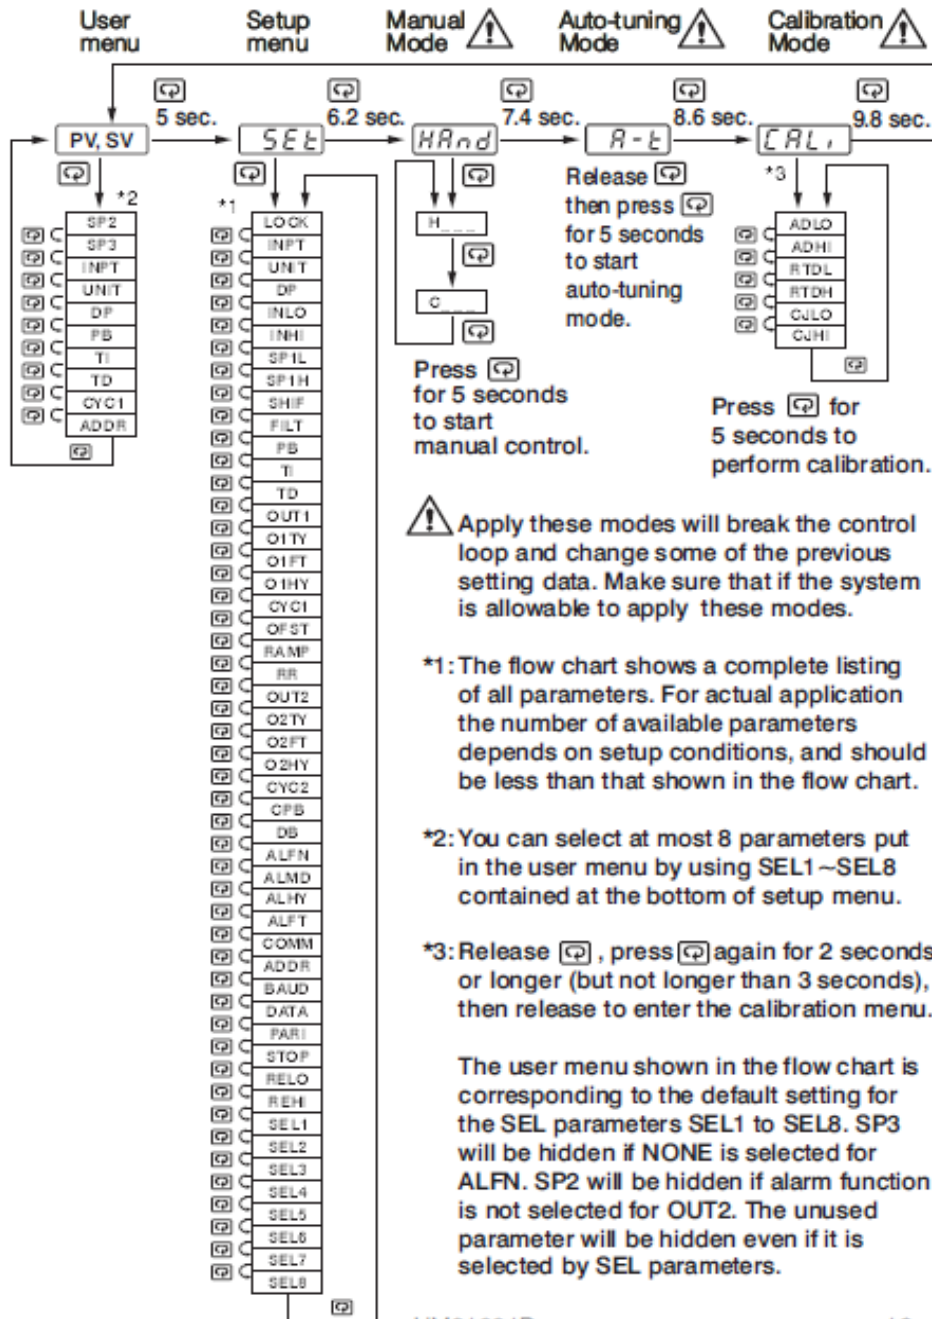 User menu
Setup menu
Manual Mode
Auto-tuning Mode
Calibration Mode
5 sec.
6.2 sec.
7.4 sec.
8.6 sec.
9.8 sec.
PV, SV
SEt
HAnd
A-t
CALi
*2
SP2
SP3
INPT
UNIT
DP
PB
TI
TD
CYC1
ADDR
*1
LOCK
INPT
UNIT
DP
INLO
INHI
SP1L
SP1H
SHIF
FILT
PB
TI
TD
OUT1
O1TY
O1FT
O1HY
CYC1
OFST
RAMP
RR
OUT2
O2TY
O2FT
O2HY
CYC2
CPB
DB
ALFN
ALMD
ALHY
ALFT
COMM
ADDR
BAUD
DATA
PARI
STOP
RELO
REHI
SEL1
SEL2
SEL3
SEL4
SEL5
SEL6
SEL7
SEL8
H_ _ _
C_ _ _
Press
for 5 seconds
to start
manual control.
Release
then press
for 5 seconds
to start
auto-tuning
mode.
*3
ADLO
ADHI
RTDL
RTDH
CJLO
CJHI
Press for
5 seconds to
perform calibration.
Apply these modes will break the control
loop and change some of the previous
setting data. Make sure that if the system
is allowable to apply these modes.
*1: The flow chart shows a complete listing
of all parameters. For actual application
the number of available parameters
depends on setup conditions, and should
be less than that shown in the flow chart.
*2: You can select at most 8 parameters put
in the user menu by using SEL1~SEL8
contained at the bottom of setup menu.
*3: Release , press again for 2 seconds
or longer (but not longer than 3 seconds),
then release to enter the calibration menu.
The user menu shown in the flow chart is
corresponding to the default setting for
the SEL parameters SEL1 to SEL8. SP3
will be hidden if NONE is selected for
ALFN. SP2 will be hidden if alarm function
is not selected for OUT2. The unused
parameter will be hidden even if it is
selected by SEL parameters.